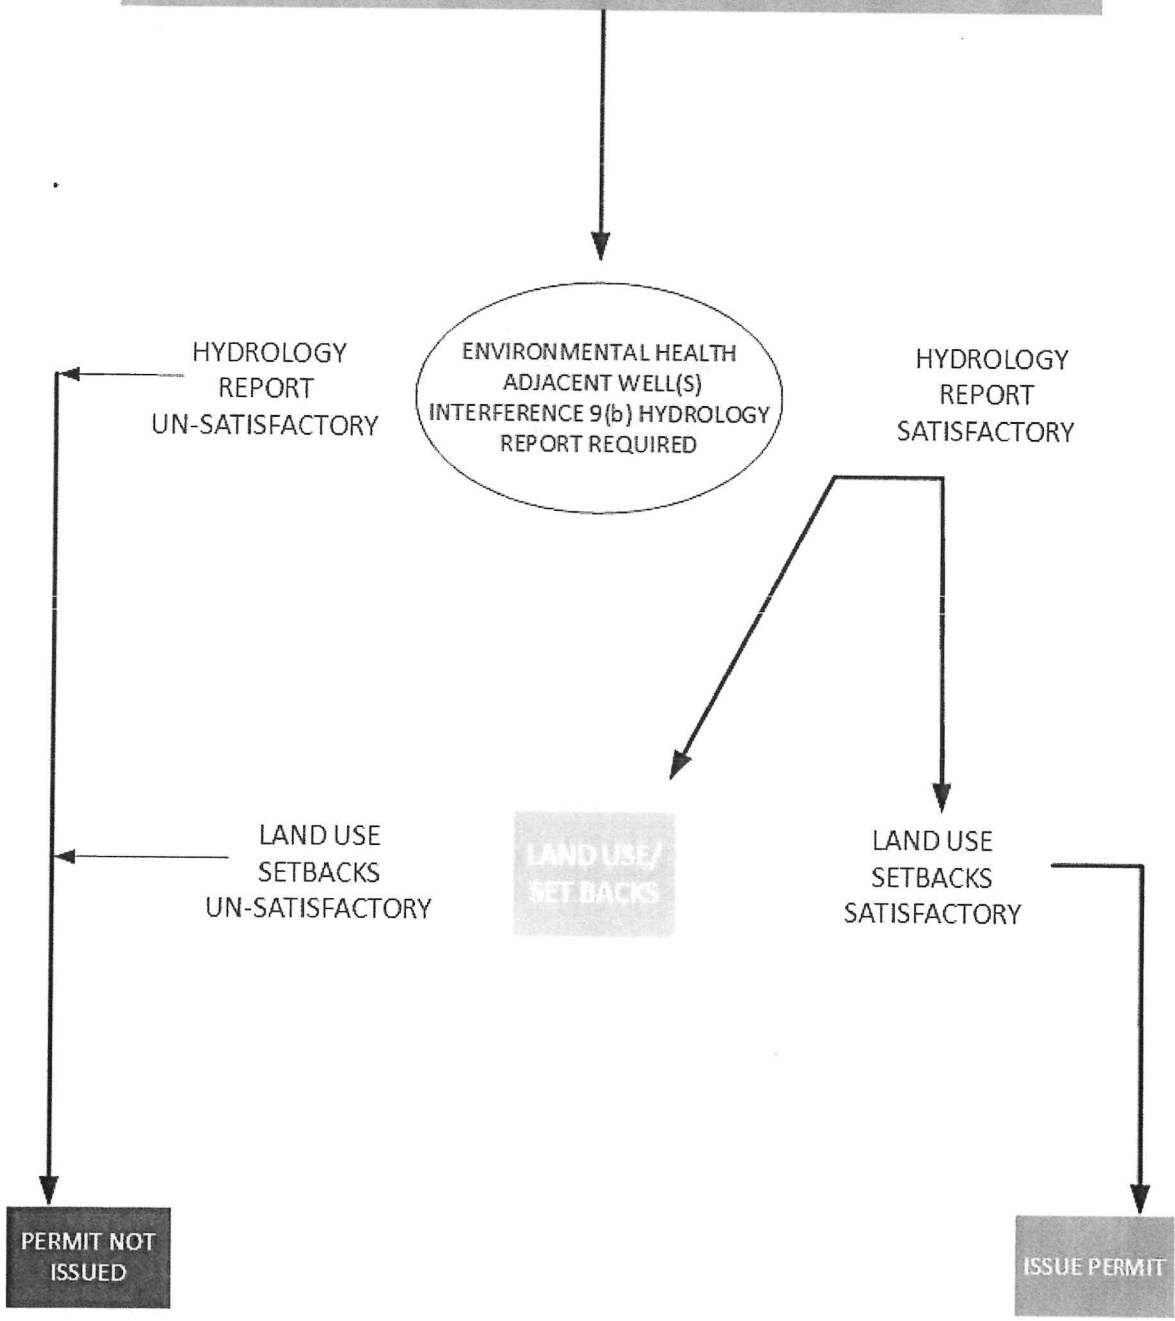 HYDROLOGY
REPORT
UN-SATISFACTORY
ENVIRONMENTAL HEALTH
ADJACENT WELL(S)
INTERFERENCE 9(b) HYDROLOGY
REPORT REQUIRED
HYDROLOGY
REPORT
SATISFACTORY
LAND USE
SETBACKS
UN-SATISFACTORY
LAND USE/
SET BACKS
LAND USE
SETBACKS
SATISFACTORY
PERMIT NOT
ISSUED
ISSUE PERMIT